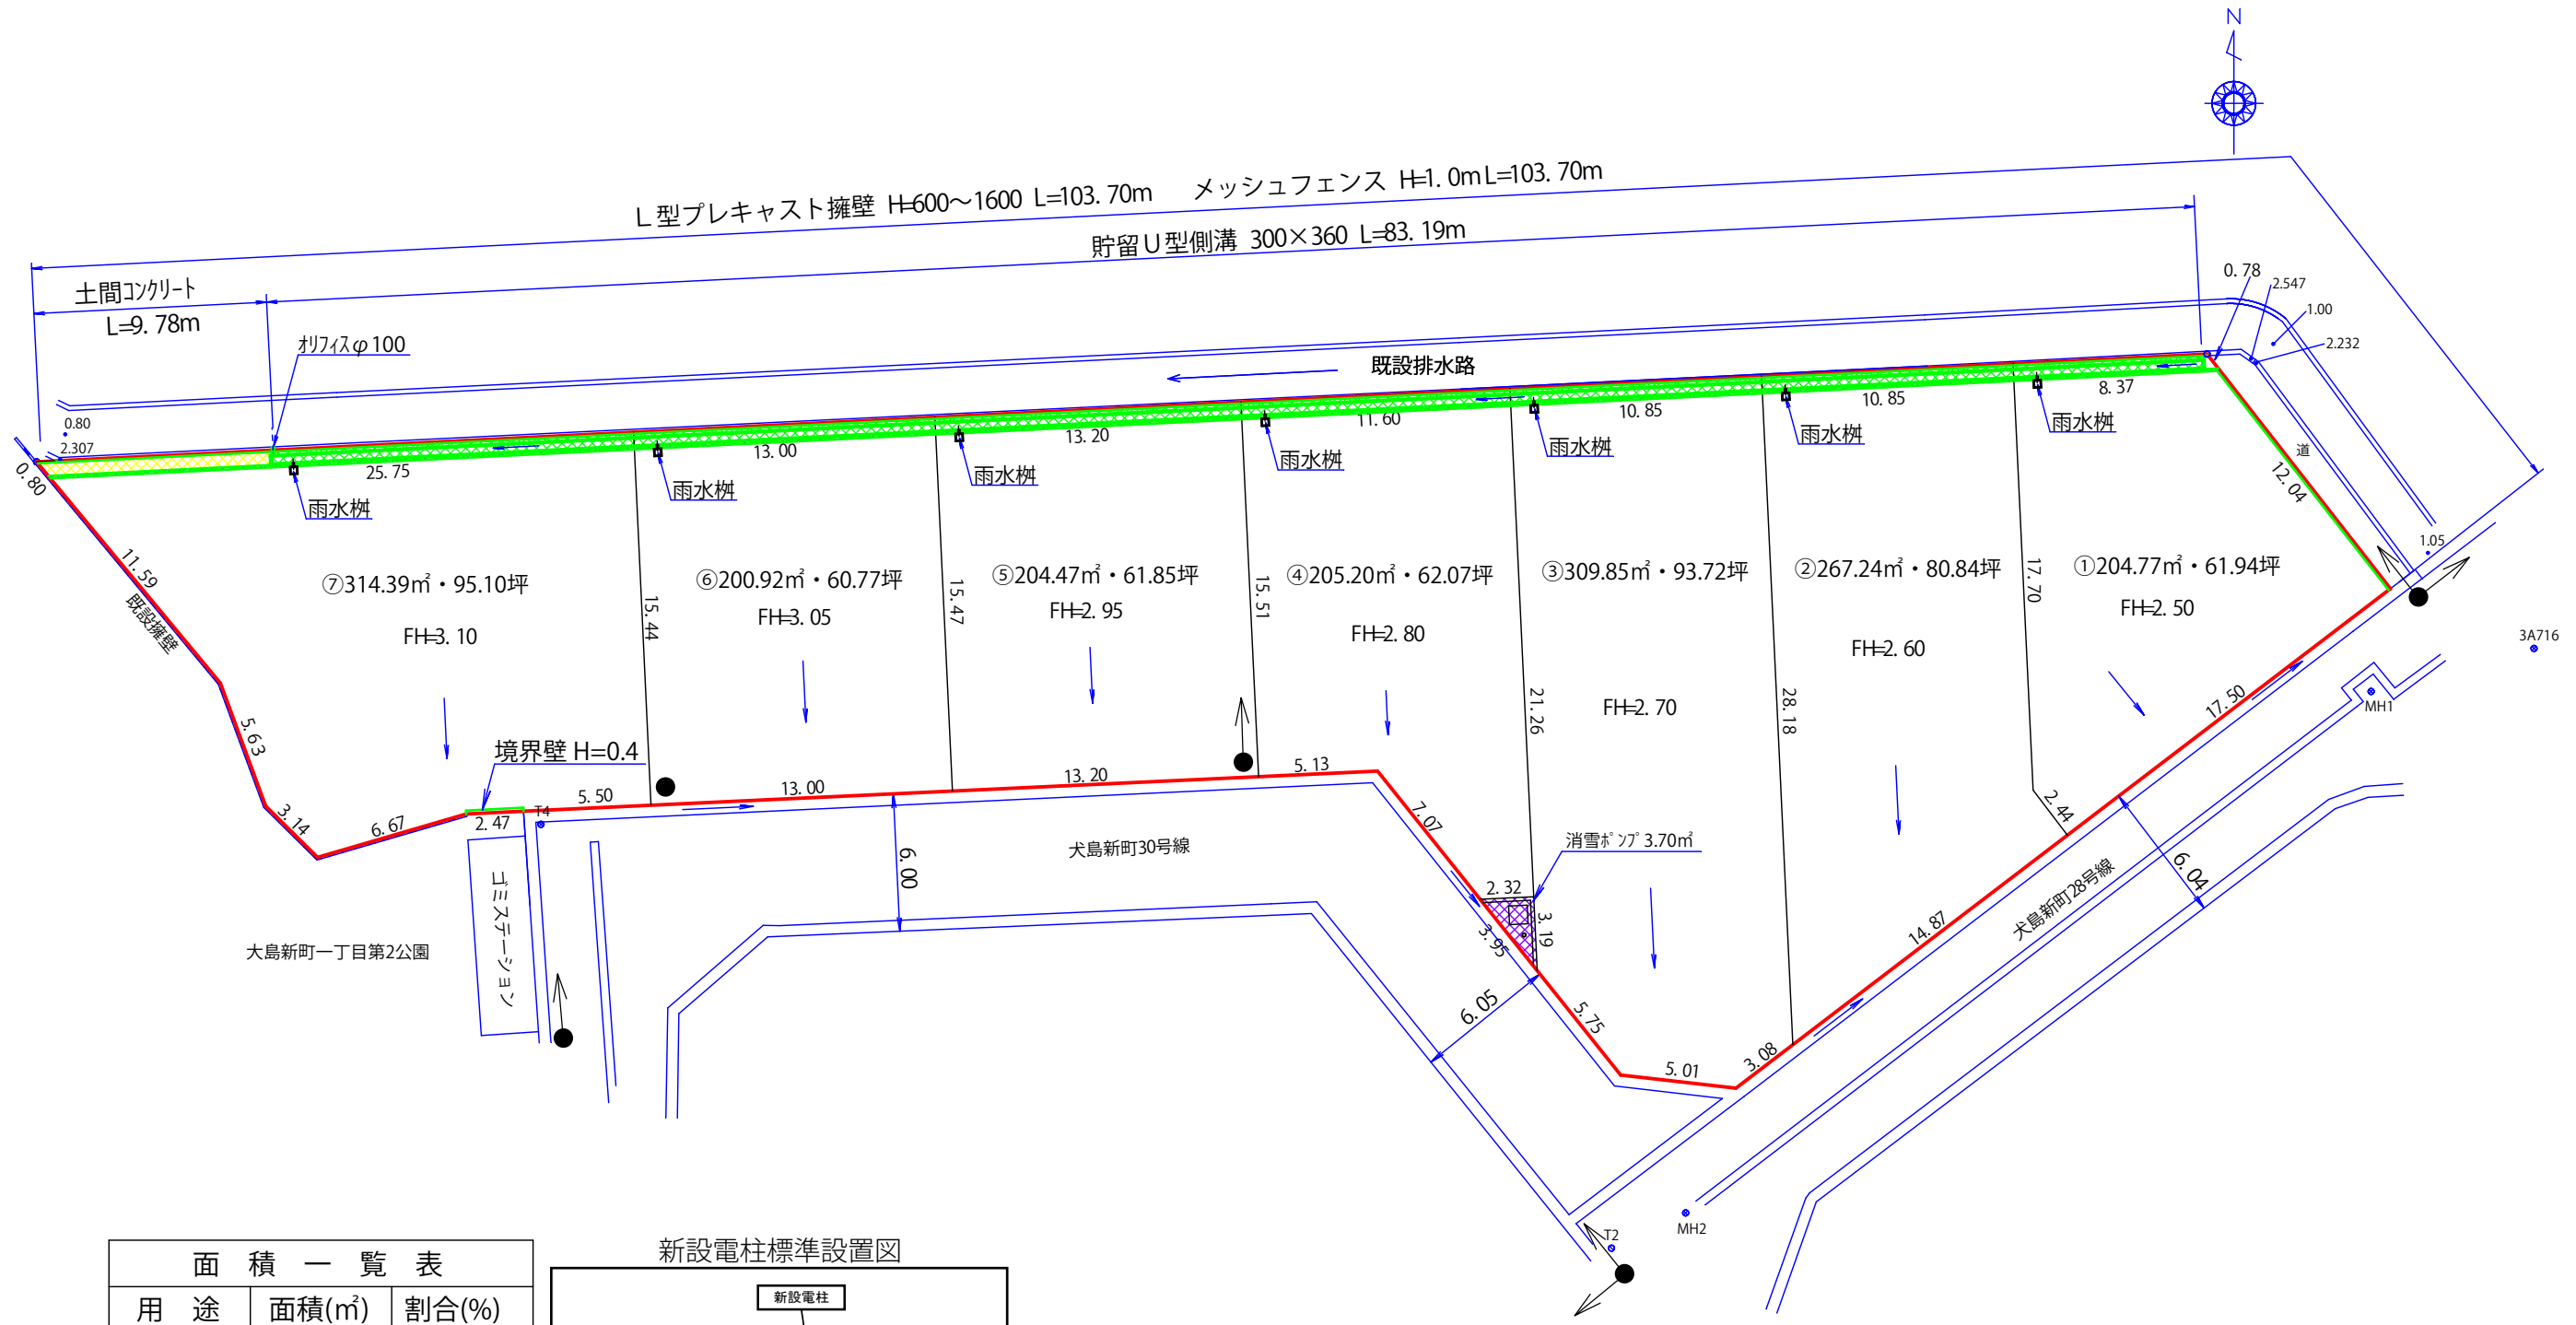 N
L型プレキャスト擁壁 H=600～1600 L=103.70m メッシュフェンス H=1.0m L=103.70m
貯留U型側溝 300×360 L=83.19m
土間ｺﾝｸﾘｰﾄ
L=9.78m
ｵﾘﾌｨｽφ100
既設排水路
0.78
2.547
1.00
2.232
0.80
2.307
0.80
25.75
13.00
13.20
11.60
10.85
10.85
8.37
雨水桝
雨水桝
雨水桝
雨水桝
雨水桝
雨水桝
雨水桝
道
12.04
1.05
3A716
11.59
既設擁壁
5.63
3.14
6.67
⑦314.39㎡・95.10坪
FH=3.10
15.44
⑥200.92㎡・60.77坪
FH=3.05
15.47
⑤204.47㎡・61.85坪
FH=2.95
15.51
④205.20㎡・62.07坪
FH=2.80
21.26
③309.85㎡・93.72坪
FH=2.70
28.18
②267.24㎡・80.84坪
FH=2.60
17.70
①204.77㎡・61.94坪
FH=2.50
17.50
MH1
境界壁 H=0.4
2.47
T4
5.50
13.00
13.20
5.13
7.07
2.44
6.00
犬島新町30号線
消雪ﾎﾟﾝﾌﾟ 3.70㎡
2.32
3.19
3.95
6.05
5.75
5.01
3.08
14.87
犬島新町28号線
6.04
大島新町一丁目第2公園
ゴミステーション
T2
MH2
面 積 一 覧 表
用 途 面積(㎡) 割合(%)
新設電柱標準設置図
新設電柱